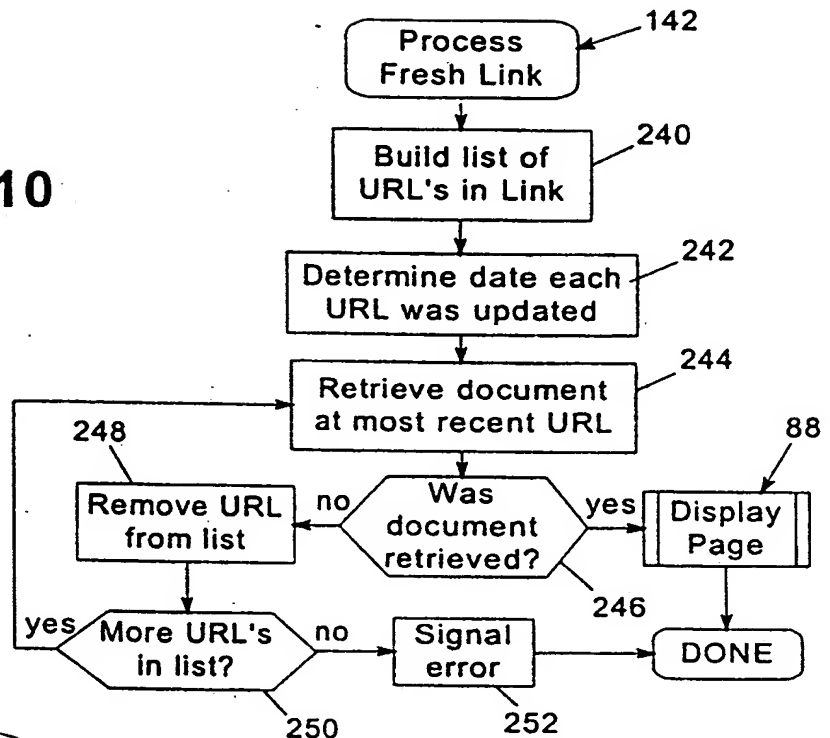 142
Process
Fresh Link
10
240
Build list of
URL's in Link
242
Determine date each
URL was updated
244
Retrieve document
at most recent URL
248
88
Remove URL
from list
no
Was
document
retrieved?
yes
Display
Page
246
yes
More URL's
in list?
no
Signal
error
DONE
250
252